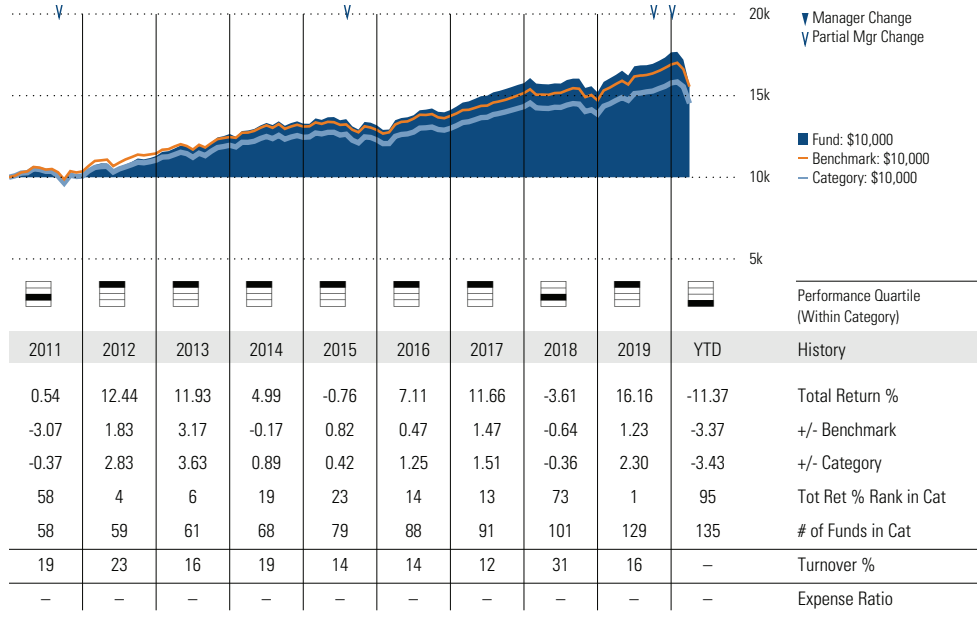 20k
▼ Manager Change
V Partial Mgr Change
15k
Fund: $10,000
Benchmark: $10,000
Category: $10,000
10k
5k
Performance Quartile
(Within Category)
2011 2012 2013 2014 2015 2016 2017 2018 2019 YTD History
0.54 12.44 11.93 4.99 -0.76 7.11 11.66 -3.61 16.16 -11.37 Total Return %
-3.07 1.83 3.17 -0.17 0.82 0.47 1.47 -0.64 1.23 -3.37 +/- Benchmark
-0.37 2.83 3.63 0.89 0.42 1.25 1.51 -0.36 2.30 -3.43 +/- Category
58 4 6 19 23 14 13 73 1 95 Tot Ret % Rank in Cat
58 59 61 68 79 88 91 101 129 135 # of Funds in Cat
19 23 16 19 14 14 12 31 16 – Turnover %
– – – – – – – – – – Expense Ratio